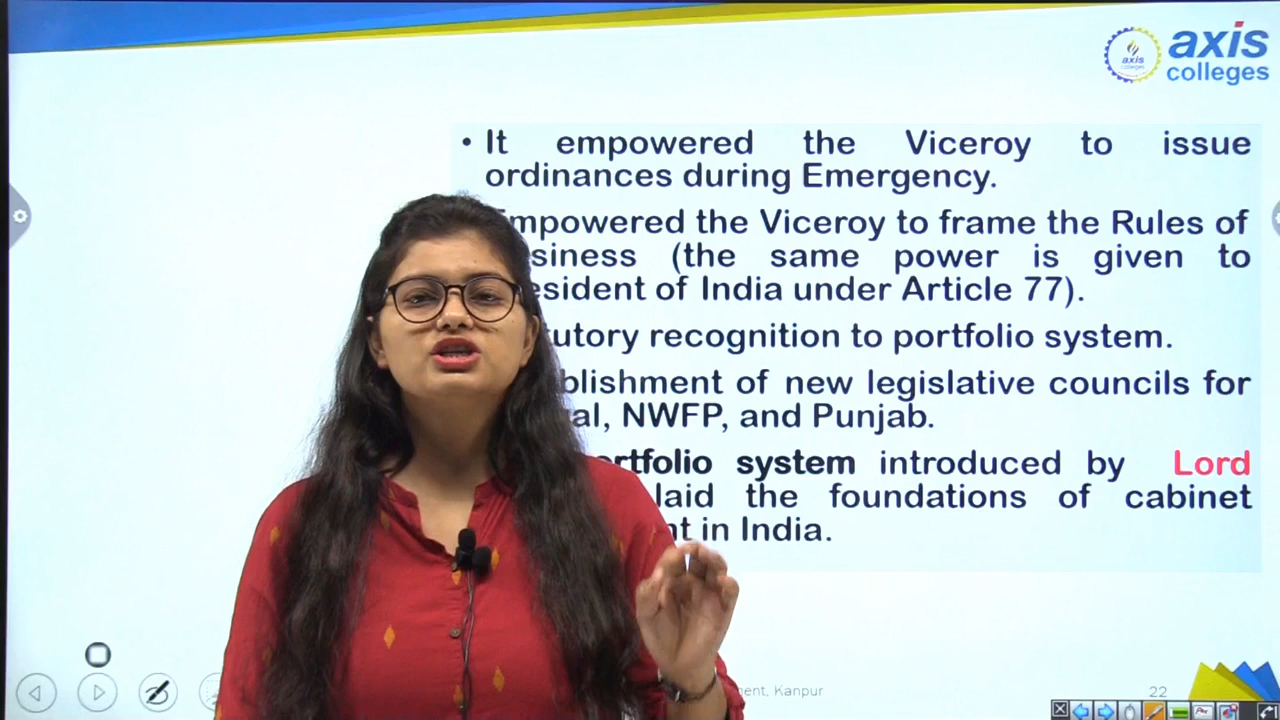 axis
colleges
axis
colleges
• It empowered the Viceroy to issue
ordinances during Emergency.
mpowered the Viceroy to frame the Rules of
siness (the same power is given to
esident of India under Article 77).
utory recognition to portfolio system.
blishment of new legislative councils for
al, NWFP, and Punjab.
rtfolio system introduced by Lord
laid the foundations of cabinet
nt in India.
ent, Kanpur
22